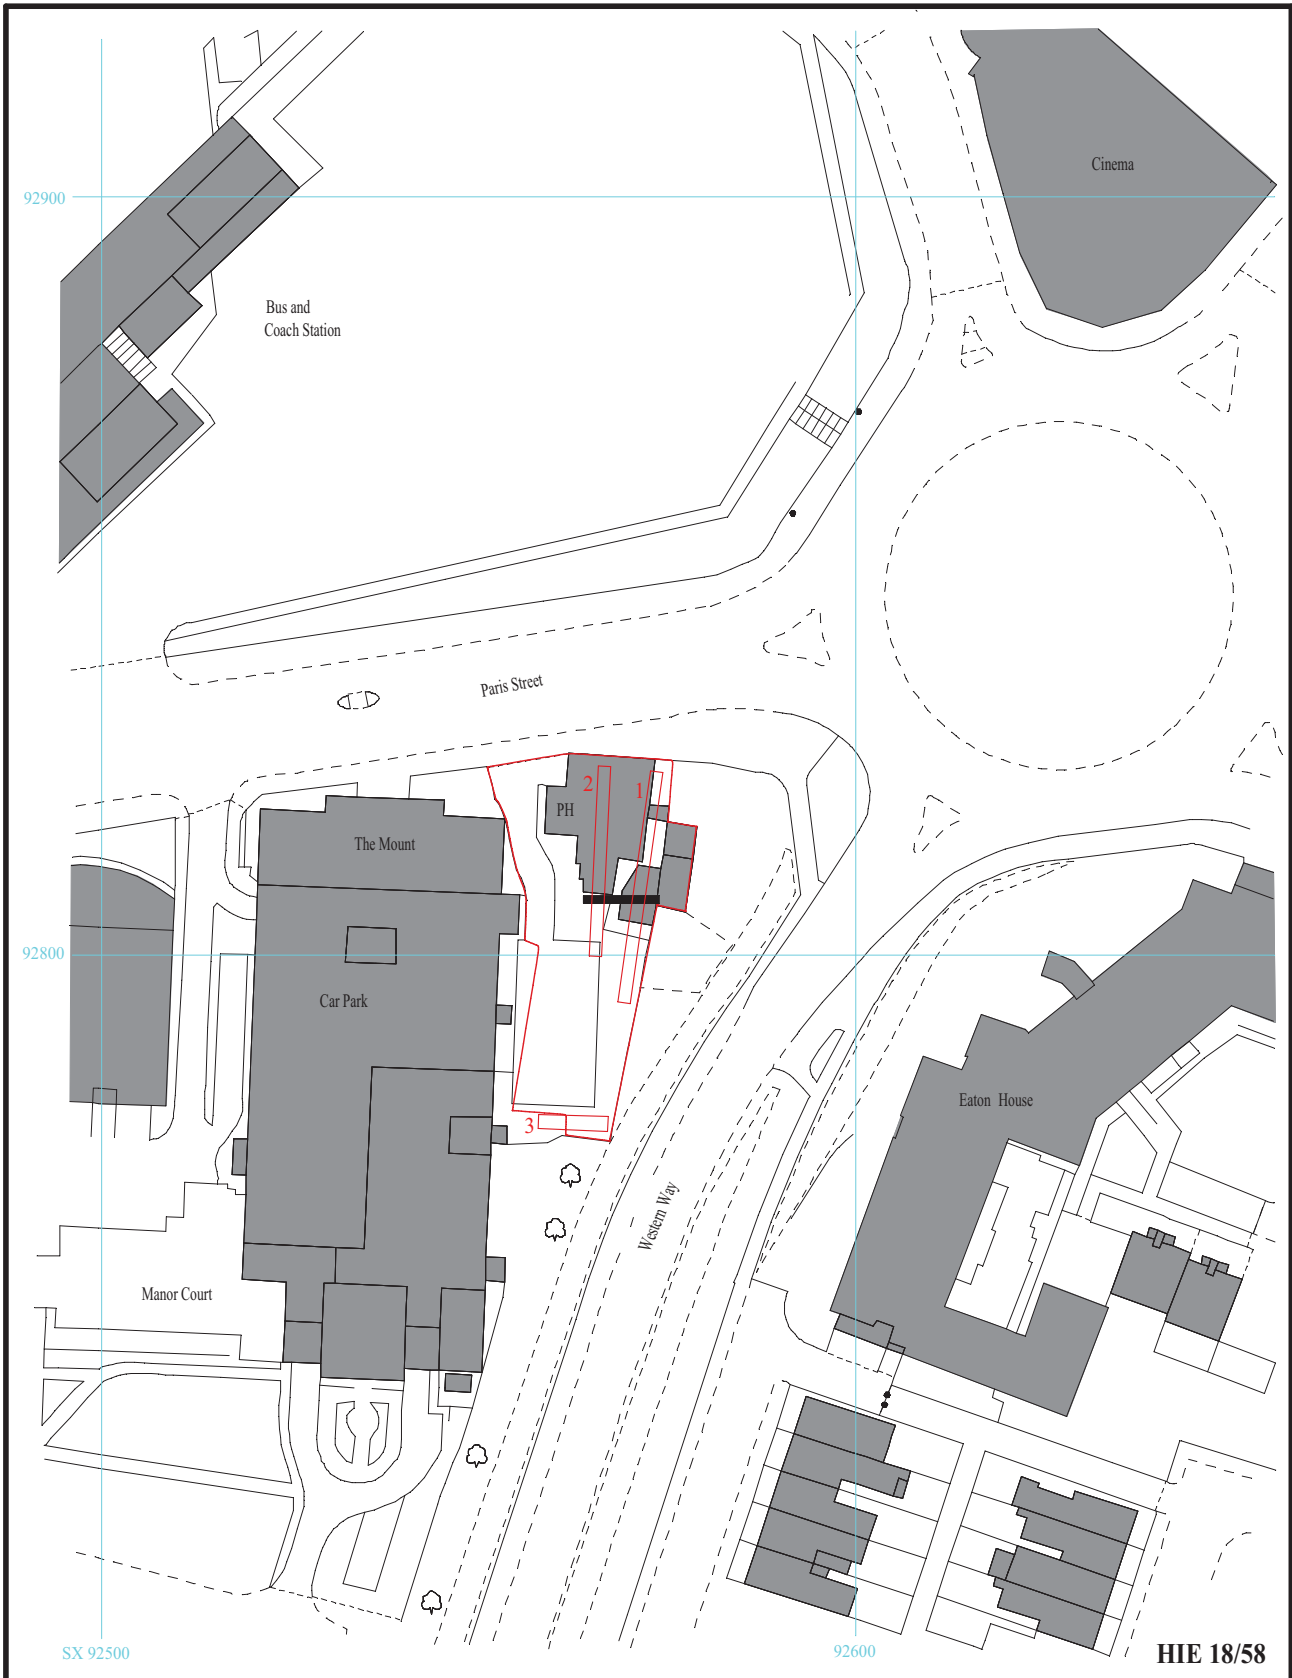 Cinema
92900
Bus and
Coach Station
Paris Street
2
1
PH
The Mount
92800
Car Park
Eaton House
3
Western Way
Manor Court
SX 92500
92600
HIE 18/58